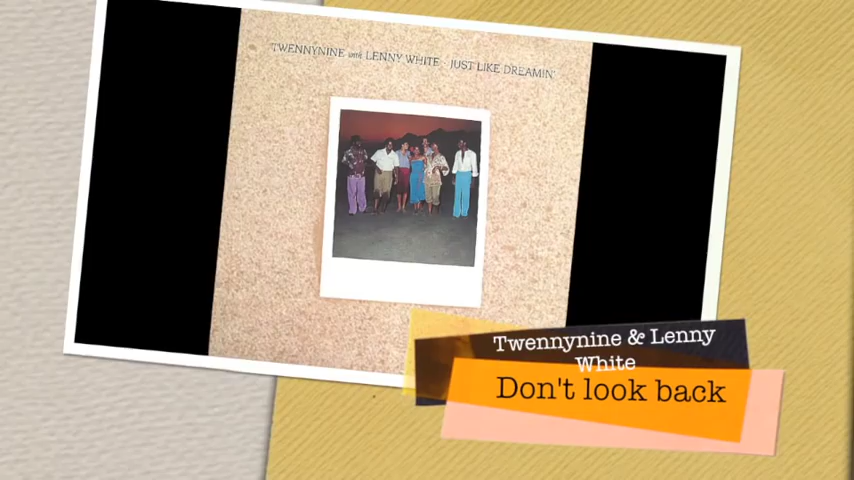 TWENNYNINE with LENNY WHITE - JUST LIKE DREAMIN'
Twennynine & Lenny
White
Don't look back